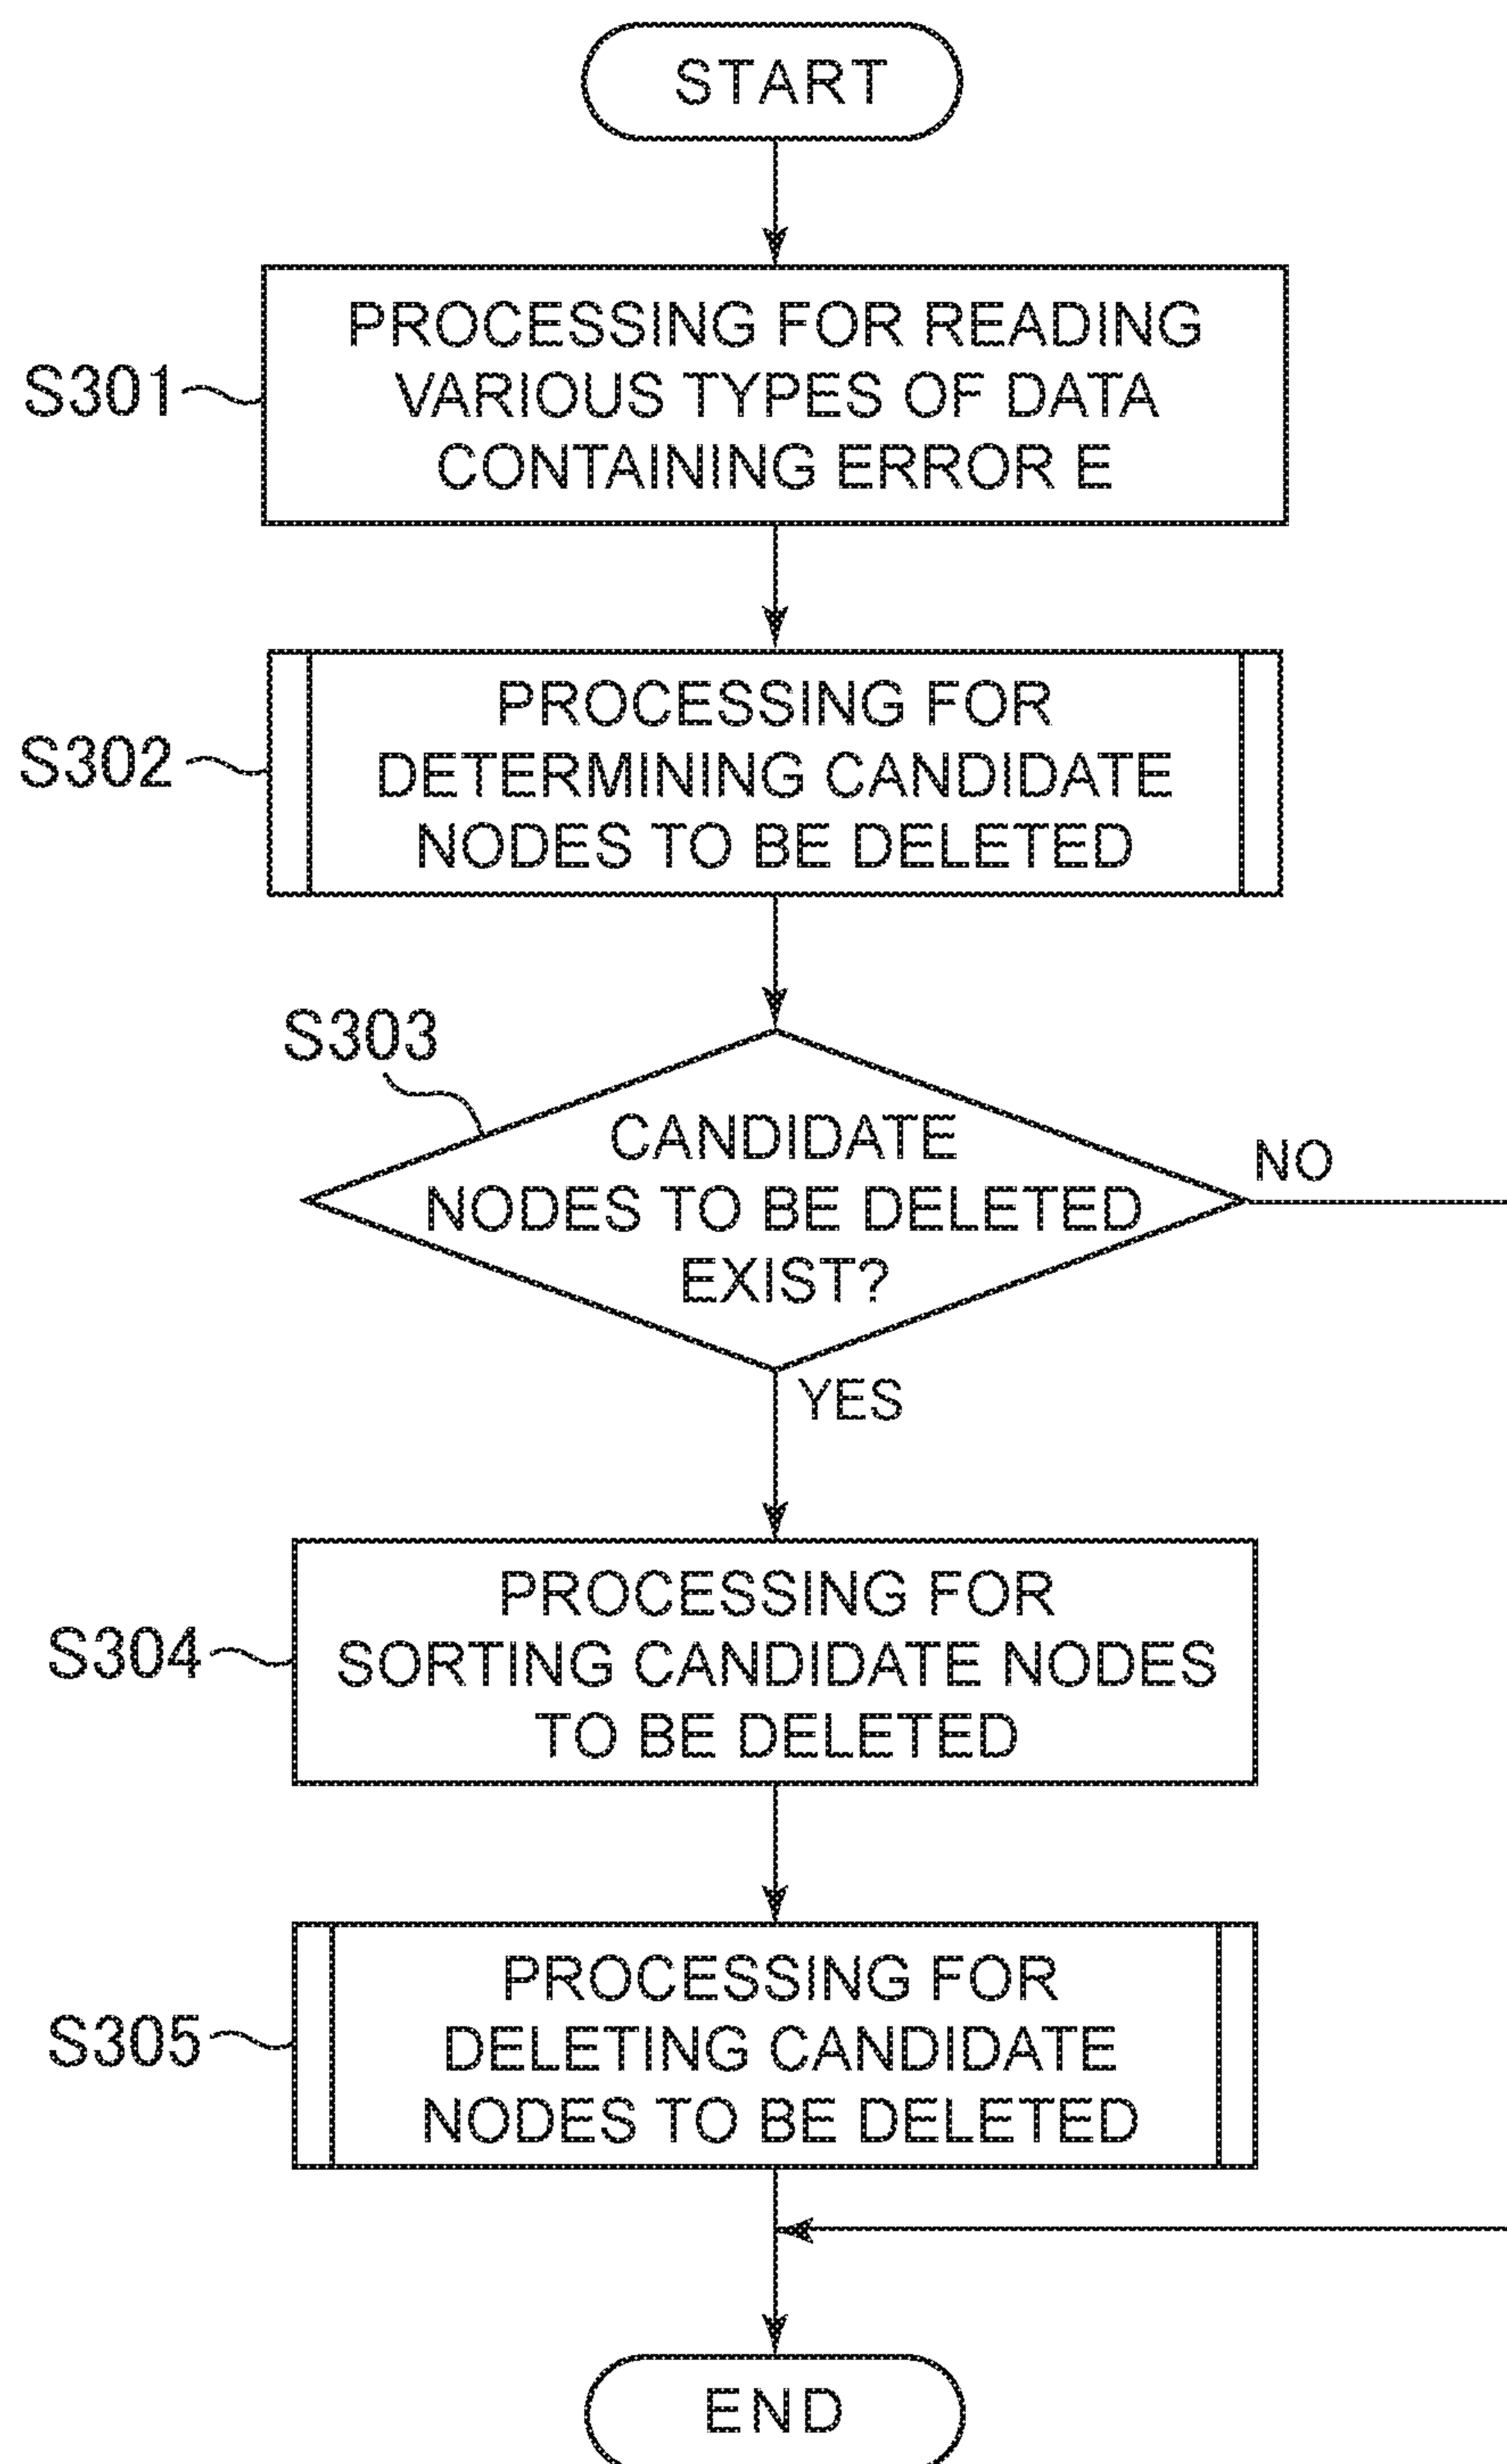 START
S301
PROCESSING FOR READING
VARIOUS TYPES OF DATA
CONTAINING ERROR E
S302
PROCESSING FOR
DETERMINING CANDIDATE
NODES TO BE DELETED
S303
CANDIDATE
NODES TO BE DELETED
EXIST?
NO
YES
S304
PROCESSING FOR
SORTING CANDIDATE NODES
TO BE DELETED
S305
PROCESSING FOR
DELETING CANDIDATE
NODES TO BE DELETED
END